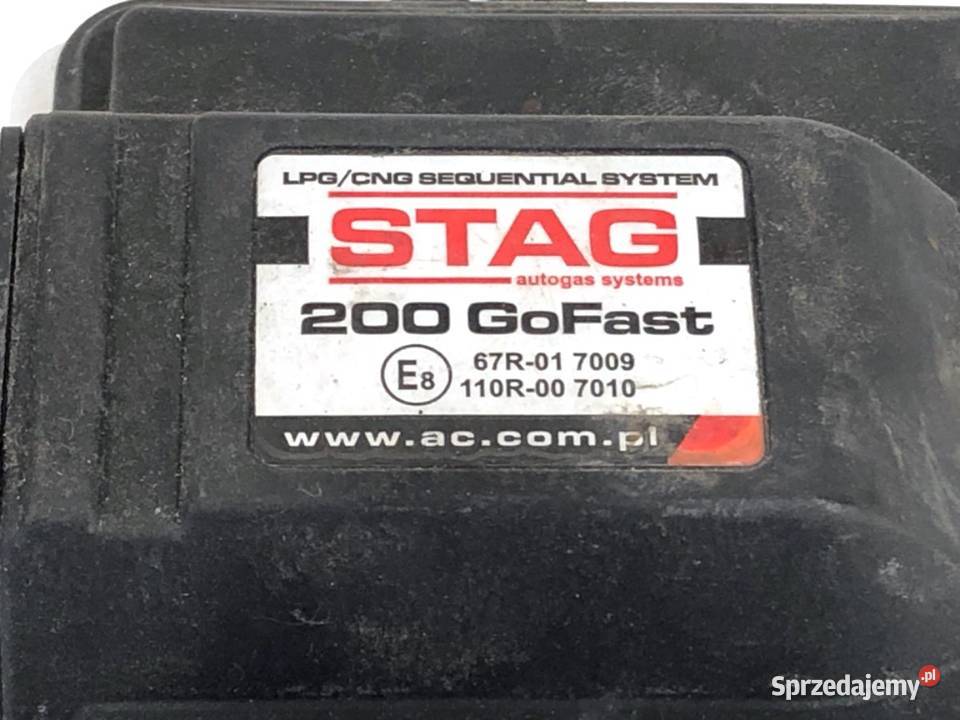 LPG/CNG SEQUENTIAL SYSTEM
STAG
autogas systems
200 GoFast
E8 67R-01 7009
110R-00 7010
www.ac.com.pl
Sprzedajemy.pl